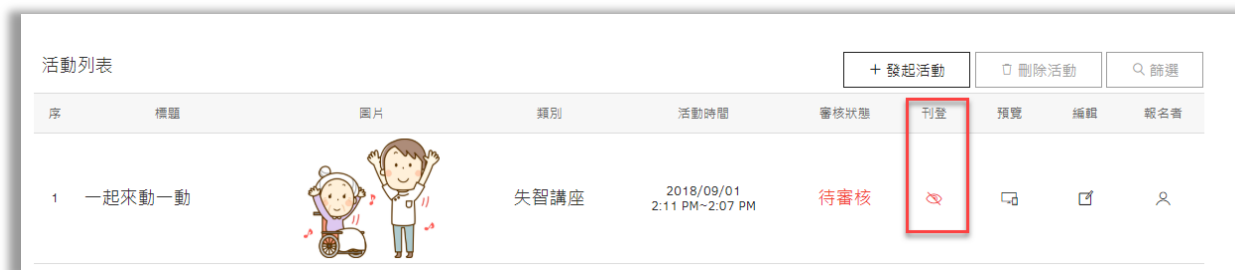 活動列表
+ 發起活動
刪除活動
篩選
序 標題 圖片 類別 活動時間 審核狀態 刊登 預覽 編輯 報名者
1 一起來動一動 失智講座 2018/09/01 待審核
2:11 PM~2:07 PM